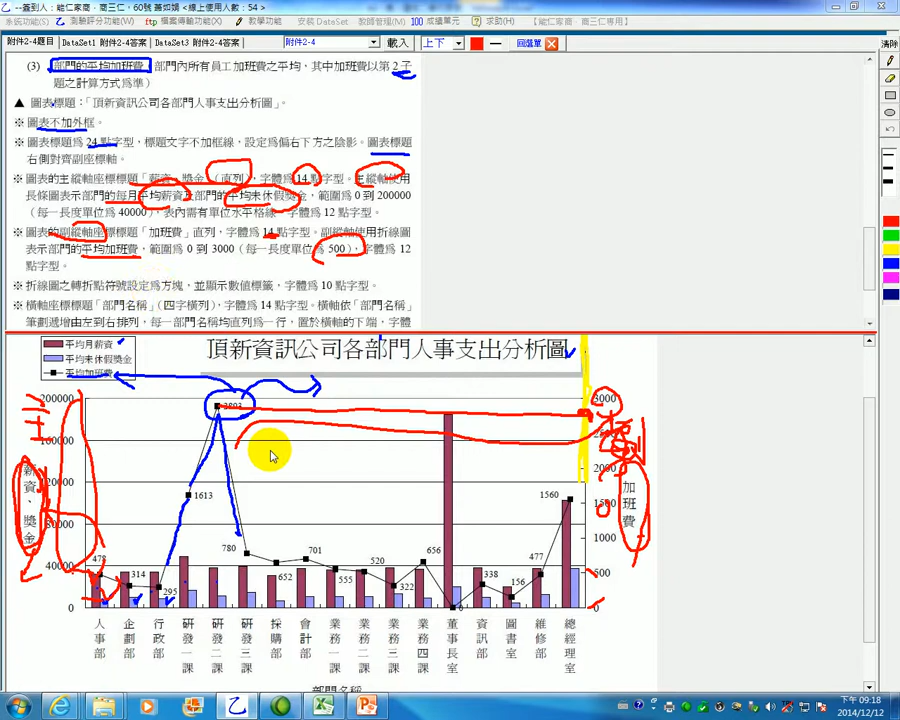 --簽到人：能仁家商，商三仁，60號 蕭如嬪 <線上使用人數：54 >
系統功能(S) 測驗評分功能(W) ftp 檔案傳輸功能(X) 教學功能 安裝 DataSet 教師管理(M) 100 成績單元 求助(H) 【能仁家商，商三仁專用】
附件2-4題目 DataSet1 附件2-4答案 DataSet3 附件2-4答案 附件2-4 載入 上下 回覆單 清除
(3) 部門的平均加班費，部門內所有員工加班費之平均，其中加班費以第 2 子
題之計算方式為準）
▲ 圖表標題：「頂新資訊公司各部門人事支出分析圖」。
※ 圖表不加外框。
※ 圖表標題為 24 點字型，標題文字不加框線，設定為偏右下方之陰影。圖表標題
右側對齊副座標軸。
※ 圖表的主縱軸座標標題「薪資、獎金」（直列），字體為 14 點字型。主縱軸使用
長條圖表示部門的每月平均薪資及部門的平均未休假獎金，範圍為 0 到 200000
（每一長度單位為 40000），表內需有單位水平格線，字體為 12 點字型。
※ 圖表的副縱軸座標標題「加班費」直列，字體為 14 點字型。副縱軸使用折線圖
表示部門的平均加班費，範圍為 0 到 3000（每一長度單位為 500），字體為 12
點字型。
※ 折線圖之轉折點符號設定為方塊，並顯示數值標籤，字體為 10 點字型。
※ 橫軸座標標題「部門名稱」（四字橫列），字體為 14 點字型。橫軸依「部門名稱」
筆劃遞增由左到右排列，每一部門名稱均直列為一行，置於橫軸的下端，字體
平均月薪資
平均未休假獎金
平均加班費
頂新資訊公司各部門人事支出分析圖
200000
160000
120000
80000
40000
0
薪資、獎金
3000
2500
2000
1500
1000
500
0
加班費
478 314 295 1613 2893 780 652 701 555 520 322 656 0 338 156 477 1560
人事部 企劃部 行政部 研發一課 研發二課 研發三課 採購部 會計部 業務一課 業務二課 業務三課 業務四課 董事長室 資訊部 圖書室 維修部 總經理室
部門名稱
主
副
下午 09:18
2014/12/12